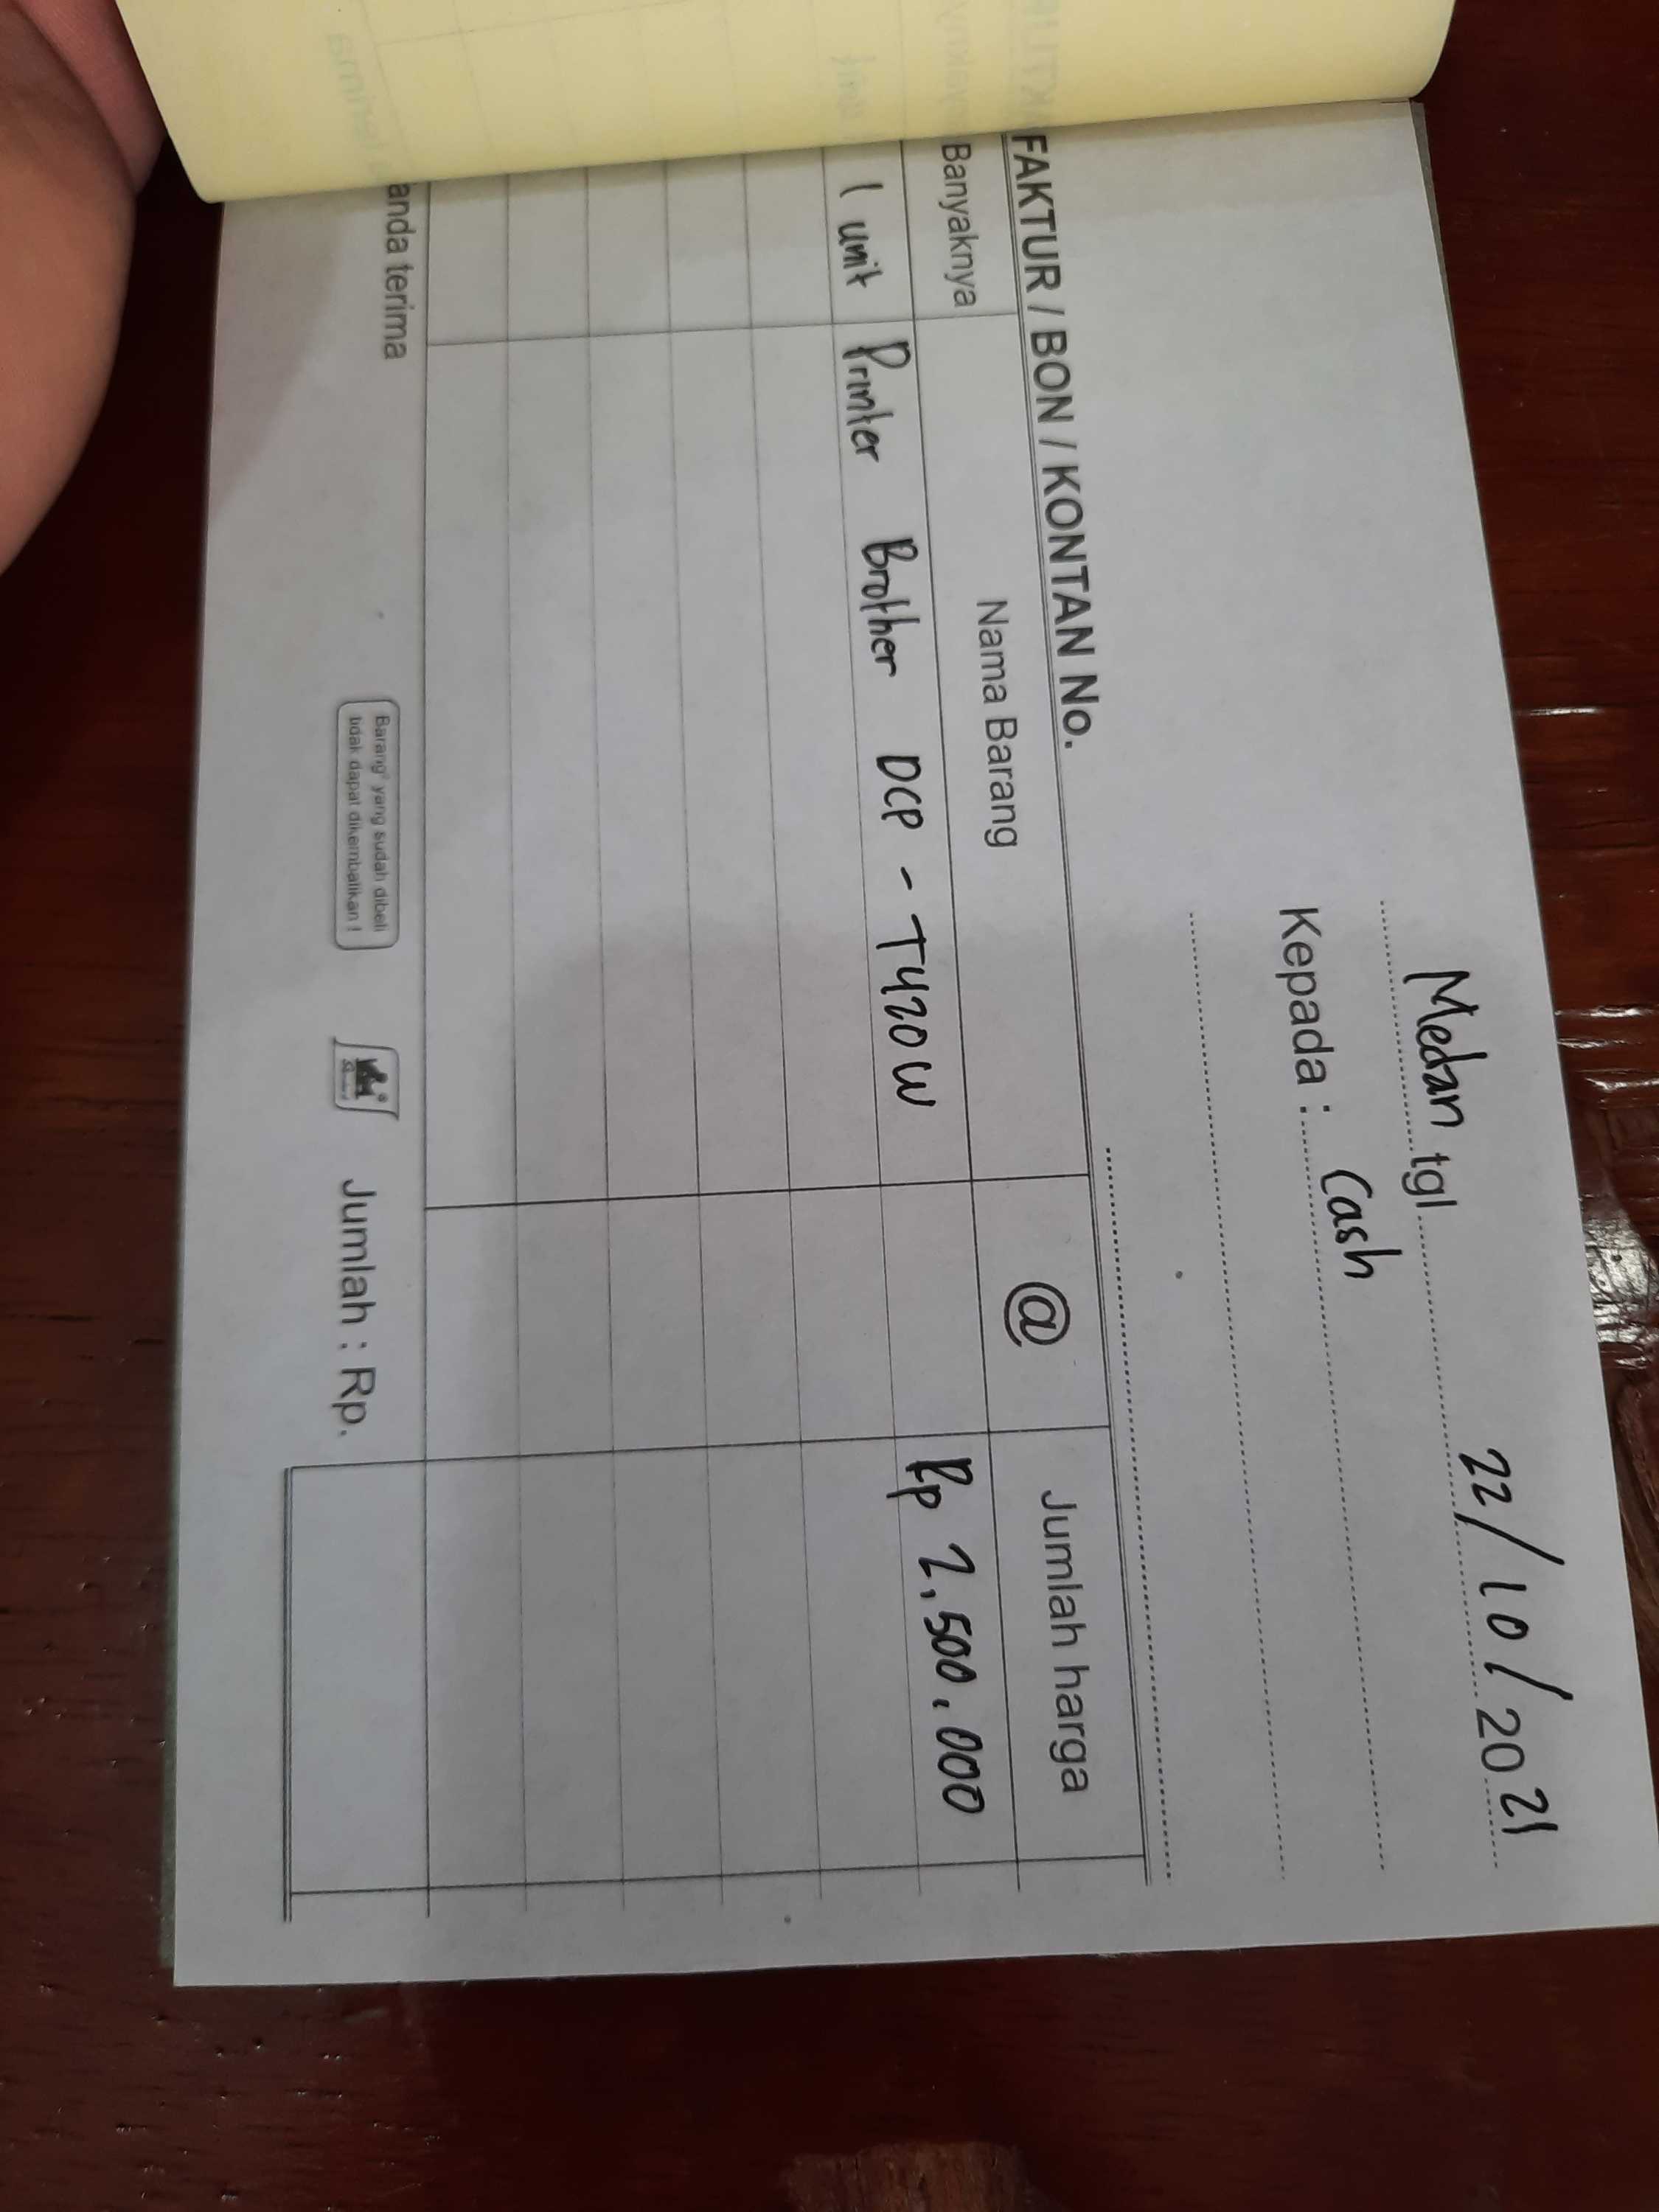 Medan tgl 22/10/2021
Kepada : Cash
FAKTUR / BON / KONTAN No.
Banyaknya Nama Barang @ Jumlah harga
1 unit Printer Brother DCP - T420W Rp 2.500.000
anda terima
Barang² yang sudah dibeli
tidak dapat dikembalikan !
Jumlah : Rp.